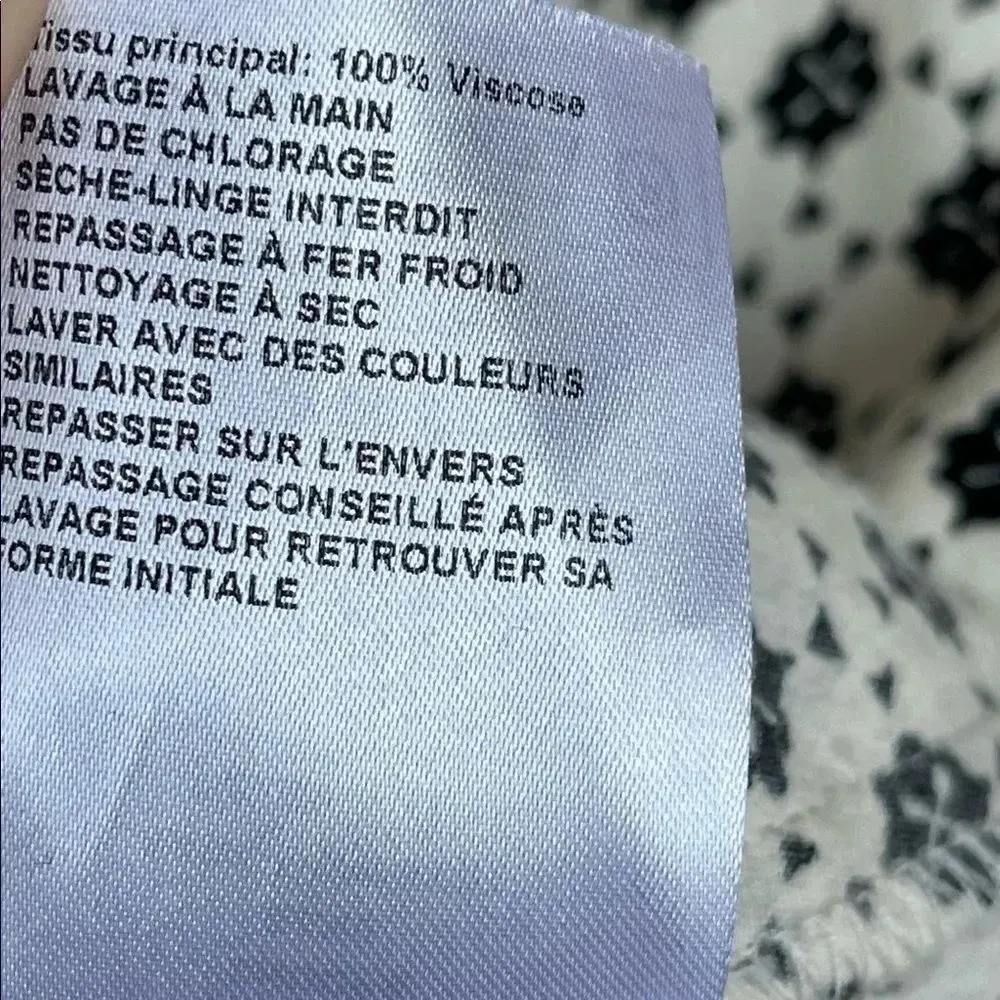 Tissu principal: 100% Viscose
LAVAGE À LA MAIN
PAS DE CHLORAGE
SÈCHE-LINGE INTERDIT
REPASSAGE À FER FROID
NETTOYAGE À SEC
LAVER AVEC DES COULEURS
SIMILAIRES
REPASSER SUR L'ENVERS
REPASSAGE CONSEILLÉ APRÈS
LAVAGE POUR RETROUVER SA
FORME INITIALE